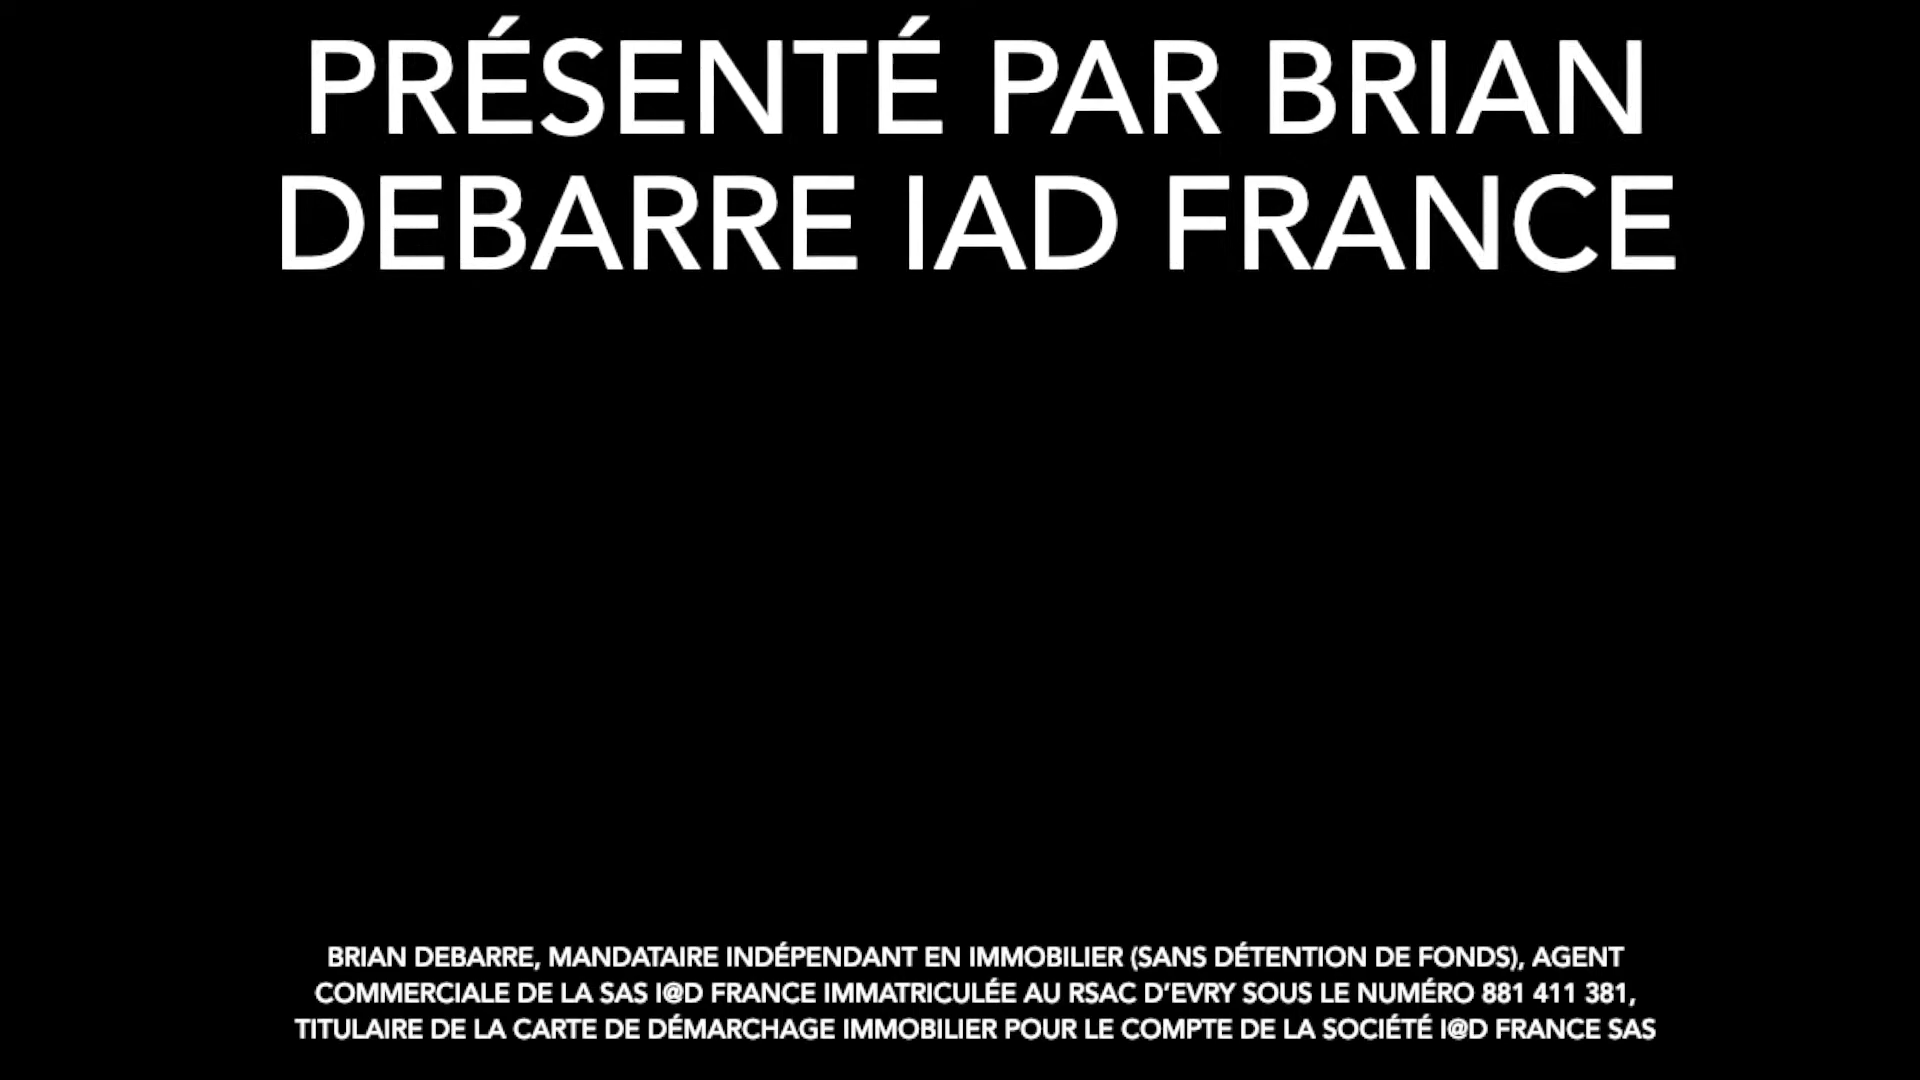 PRÉSENTÉ PAR BRIAN
DEBARRE IAD FRANCE
BRIAN DEBARRE, MANDATAIRE INDÉPENDANT EN IMMOBILIER (SANS DÉTENTION DE FONDS), AGENT
COMMERCIALE DE LA SAS I@D FRANCE IMMATRICULÉE AU RSAC D’EVRY SOUS LE NUMÉRO 881 411 381,
TITULAIRE DE LA CARTE DE DÉMARCHAGE IMMOBILIER POUR LE COMPTE DE LA SOCIÉTÉ I@D FRANCE SAS